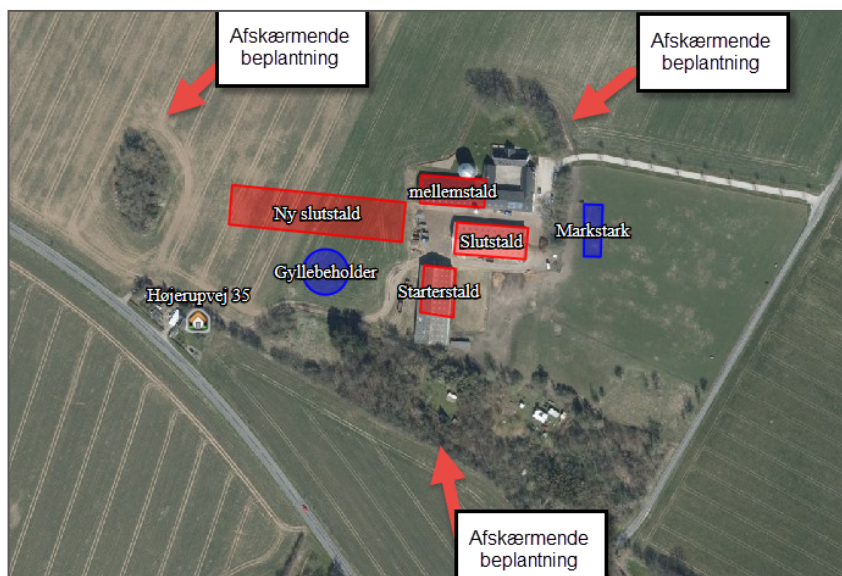 Afskærmende
beplantning
Afskærmende
beplantning
mellemstald
Ny slutstald
Slutstald
Markstark
Gyllebeholder
Starterstald
Højerupvej 35
Afskærmende
beplantning